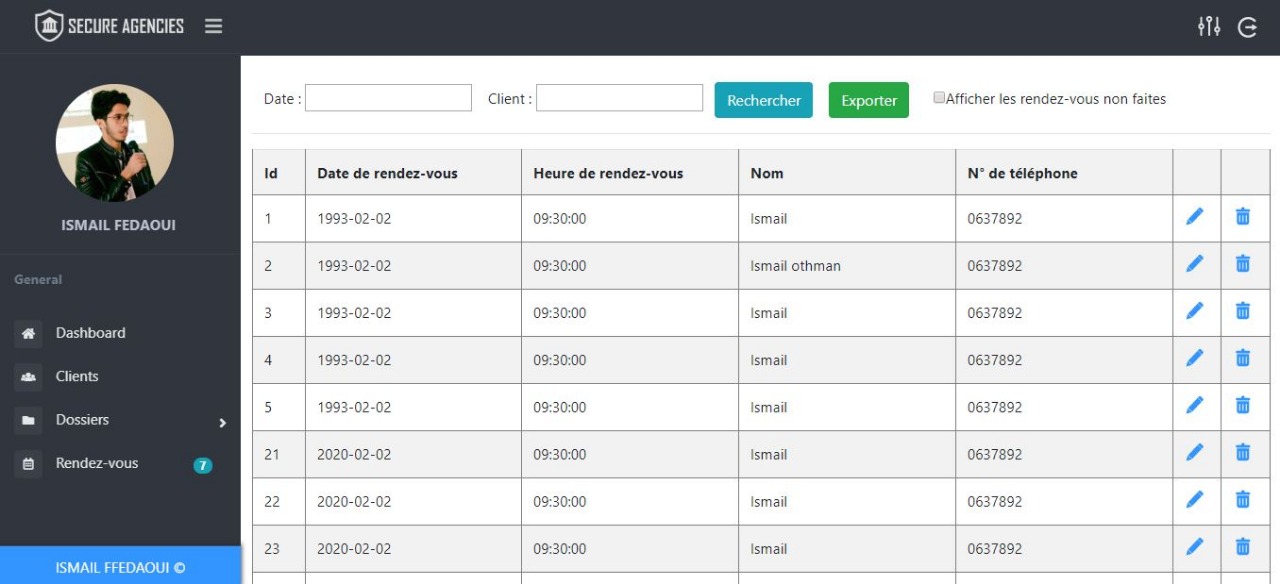 SECURE AGENCIES
ISMAIL FEDAOUI
General
Dashboard
Clients
Dossiers
Rendez-vous 7
ISMAIL FFEDAOUI ©
Date : Client : Rechercher Exporter Afficher les rendez-vous non faites
Id Date de rendez-vous Heure de rendez-vous Nom N° de téléphone
1 1993-02-02 09:30:00 Ismail 0637892
2 1993-02-02 09:30:00 Ismail othman 0637892
3 1993-02-02 09:30:00 Ismail 0637892
4 1993-02-02 09:30:00 Ismail 0637892
5 1993-02-02 09:30:00 Ismail 0637892
21 2020-02-02 09:30:00 Ismail 0637892
22 2020-02-02 09:30:00 Ismail 0637892
23 2020-02-02 09:30:00 Ismail 0637892